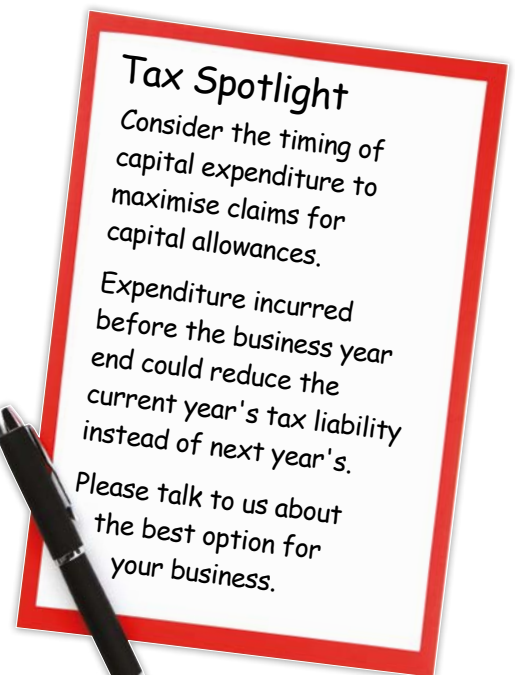 Tax Spotlight
Consider the timing of
capital expenditure to
maximise claims for
capital allowances.
Expenditure incurred
before the business year
end could reduce the
current year's tax liability
instead of next year's.
Please talk to us about
the best option for
your business.